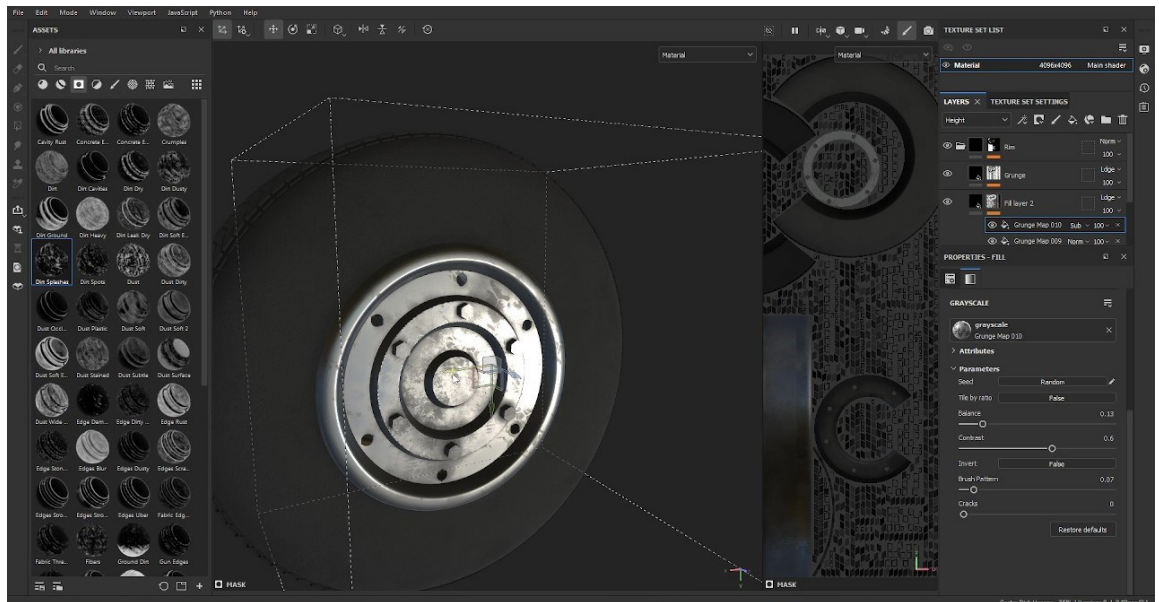 File Edit Mode Window Viewport JavaScript Python Help
ASSETS
All libraries
Search
Cavity Rust Concrete E... Concrete E... Crumples
Dirt Dirt Cavities Dirt Dry Dirt Dusty
Dirt Ground Dirt Heavy Dirt Leak Dry Dirt Soft E...
Dirt Splashes Dirt Spots Dust Dust Dirty
Dust Occl... Dust Plastic Dust Soft Dust Soft 2
Dust Soft E... Dust Stained Dust Subtle Dust Surface
Dust Wide ... Edge Dam... Edge Dirty ... Edge Rust
Edge Ston... Edges Blur Edges Dusty Edges Scra...
Edges Stro... Edges Stro... Edges Uber Fabric Edg...
Fabric Thre... Fibers Ground Dirt Gun Edges
Material
MASK
Material
MASK
TEXTURE SET LIST
Material 4096x4096 Main shader
LAYERS TEXTURE SET SETTINGS
Height
Rim Norm
100
Grunge Ldge
100
Fill layer 2 Ldge
100
Grunge Map 010 Sub 100
Grunge Map 009 Norm 100
PROPERTIES - FILL
GRAYSCALE
grayscale
Grunge Map 010
Attributes
Parameters
Seed Random
Tile by ratio False
Balance 0.13
Contrast 0.6
Invert False
Brush Pattern 0.07
Cracks 0
Restore defaults